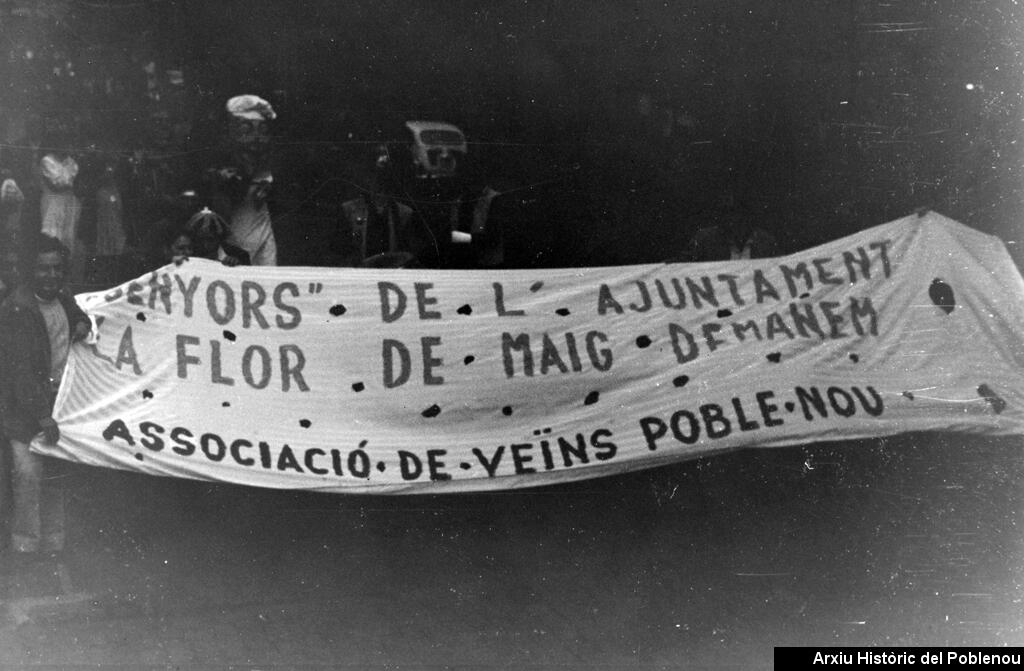 "SENYORS" DE L' AJUNTAMENT
LA FLOR DE MAIG DEMANEM
ASSOCIACIÓ·DE·VEÏNS POBLE·NOU
Arxiu Històric del Poblenou